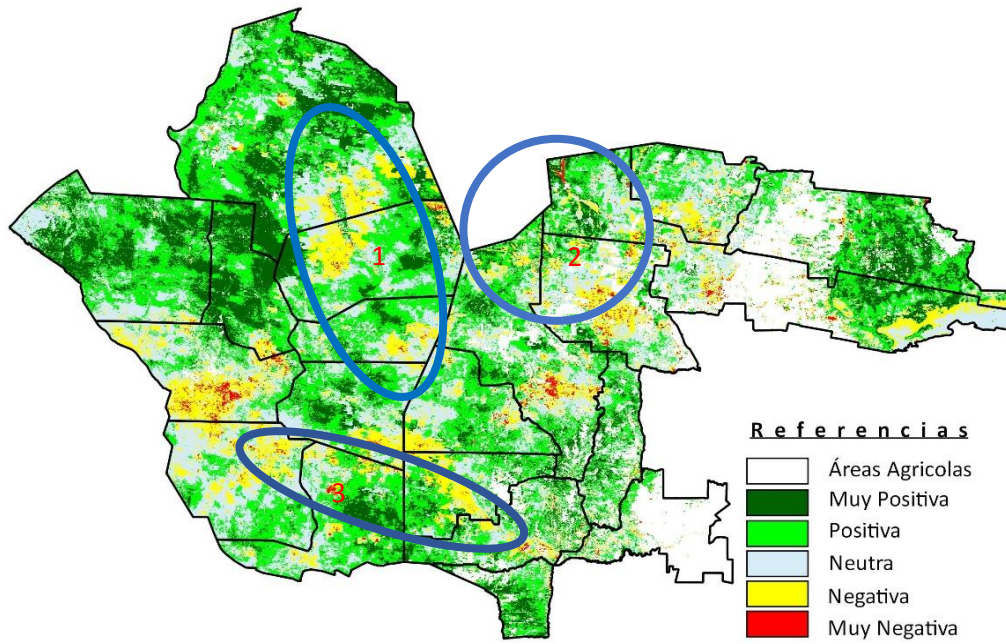 1
2
3
Referencias
Áreas Agricolas
Muy Positiva
Positiva
Neutra
Negativa
Muy Negativa